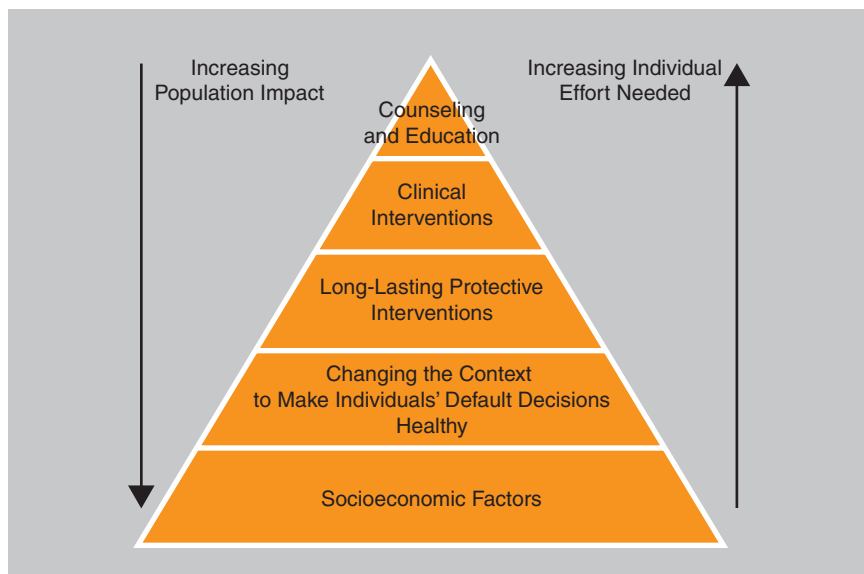 Increasing
Population Impact
Increasing Individual
Effort Needed
Counseling
and Education
Clinical
Interventions
Long-Lasting Protective
Interventions
Changing the Context
to Make Individuals’ Default Decisions
Healthy
Socioeconomic Factors